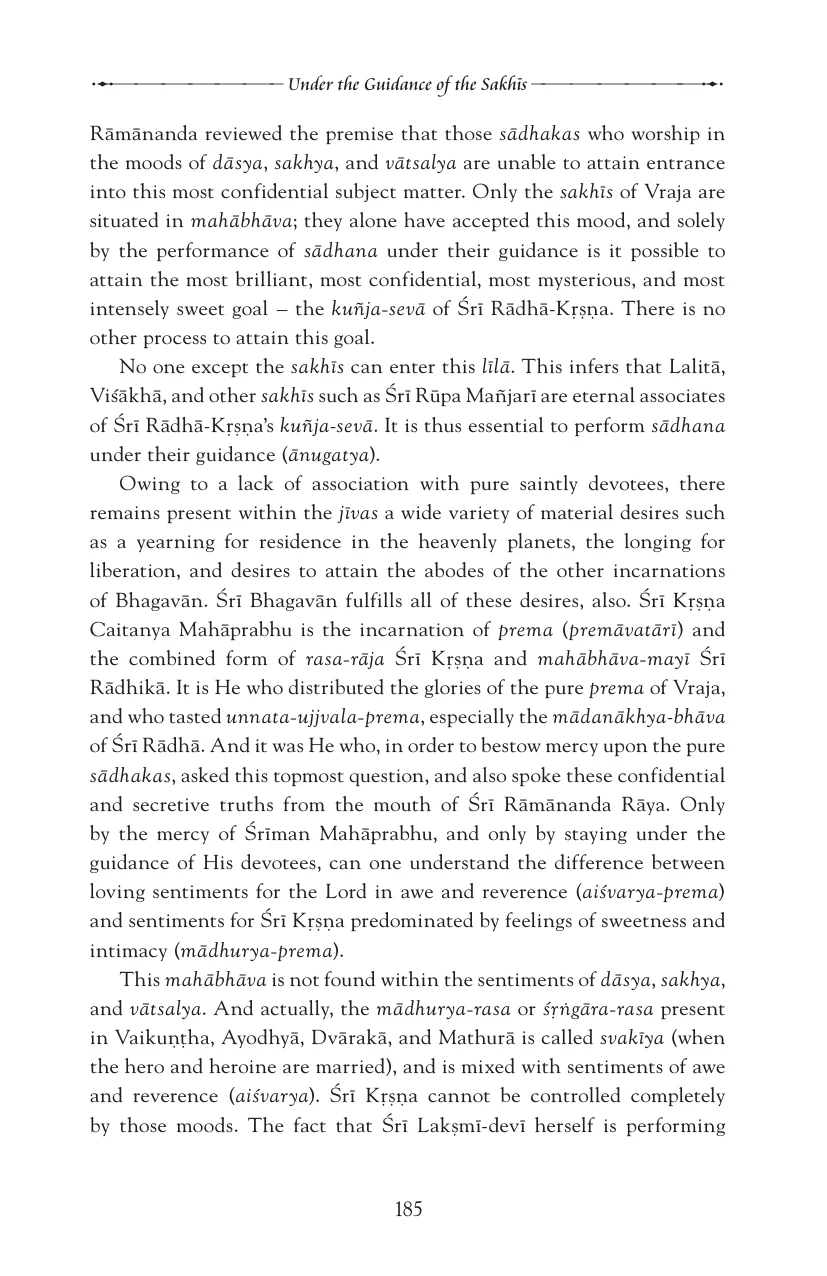 Under the Guidance of the Sakhīs
Rāmānanda reviewed the premise that those sādhakas who worship in
the moods of dāsya, sakhya, and vātsalya are unable to attain entrance
into this most confidential subject matter. Only the sakhīs of Vraja are
situated in mahābhāva; they alone have accepted this mood, and solely
by the performance of sādhana under their guidance is it possible to
attain the most brilliant, most confidential, most mysterious, and most
intensely sweet goal – the kuñja-sevā of Śrī Rādhā-Kṛṣṇa. There is no
other process to attain this goal.
No one except the sakhīs can enter this līlā. This infers that Lalitā,
Viśākhā, and other sakhīs such as Śrī Rūpa Mañjarī are eternal associates
of Śrī Rādhā-Kṛṣṇa’s kuñja-sevā. It is thus essential to perform sādhana
under their guidance (ānugatya).
Owing to a lack of association with pure saintly devotees, there
remains present within the jīvas a wide variety of material desires such
as a yearning for residence in the heavenly planets, the longing for
liberation, and desires to attain the abodes of the other incarnations
of Bhagavān. Śrī Bhagavān fulfills all of these desires, also. Śrī Kṛṣṇa
Caitanya Mahāprabhu is the incarnation of prema (premāvatārī) and
the combined form of rasa-rāja Śrī Kṛṣṇa and mahābhāva-mayī Śrī
Rādhikā. It is He who distributed the glories of the pure prema of Vraja,
and who tasted unnata-ujjvala-prema, especially the mādanākhya-bhāva
of Śrī Rādhā. And it was He who, in order to bestow mercy upon the pure
sādhakas, asked this topmost question, and also spoke these confidential
and secretive truths from the mouth of Śrī Rāmānanda Rāya. Only
by the mercy of Śrīman Mahāprabhu, and only by staying under the
guidance of His devotees, can one understand the difference between
loving sentiments for the Lord in awe and reverence (aiśvarya-prema)
and sentiments for Śrī Kṛṣṇa predominated by feelings of sweetness and
intimacy (mādhurya-prema).
This mahābhāva is not found within the sentiments of dāsya, sakhya,
and vātsalya. And actually, the mādhurya-rasa or śṛṅgāra-rasa present
in Vaikuṇṭha, Ayodhyā, Dvārakā, and Mathurā is called svakīya (when
the hero and heroine are married), and is mixed with sentiments of awe
and reverence (aiśvarya). Śrī Kṛṣṇa cannot be controlled completely
by those moods. The fact that Śrī Lakṣmī-devī herself is performing
185